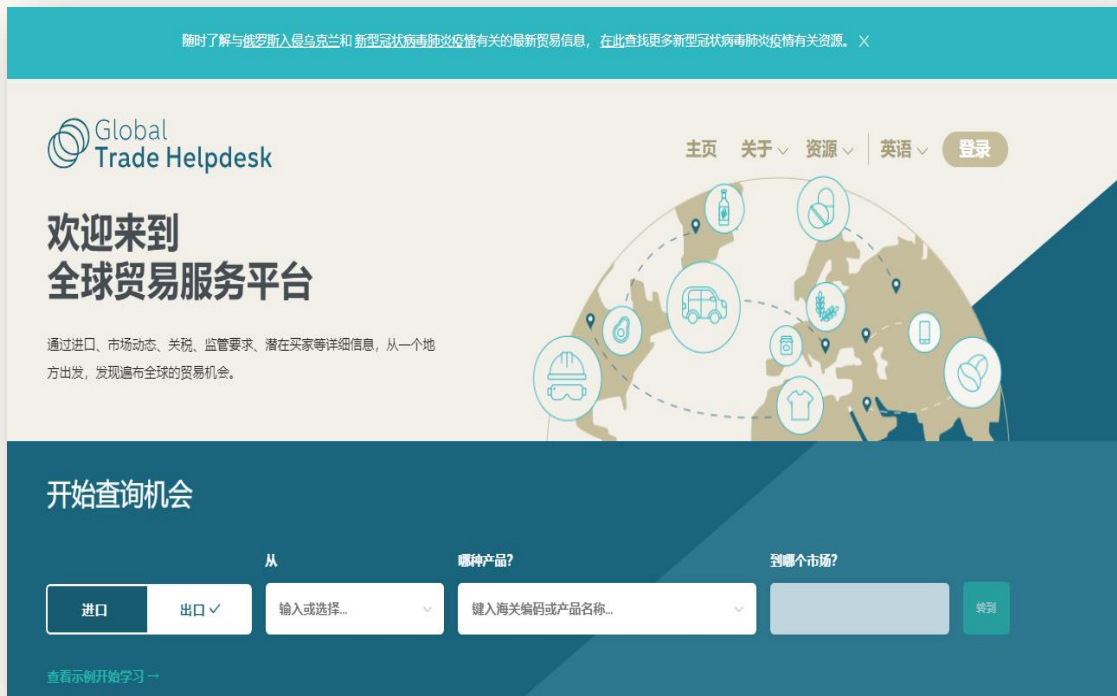 随时了解与俄罗斯入侵乌克兰和 新型冠状病毒肺炎疫情有关的最新贸易信息， 在此查找更多新型冠状病毒肺炎疫情有关资源。 X
Global
Trade Helpdesk
主页 关于 资源 英语 登录
欢迎来到
全球贸易服务平台
通过进口、市场动态、关税、监管要求、潜在买家等详细信息，从一个地
方出发，发现遍布全球的贸易机会。
开始查询机会
从 哪种产品? 到哪个市场?
进口 出口 ✓ 输入或选择... 键入海关编码或产品名称... 转到
查看示例开始学习 →